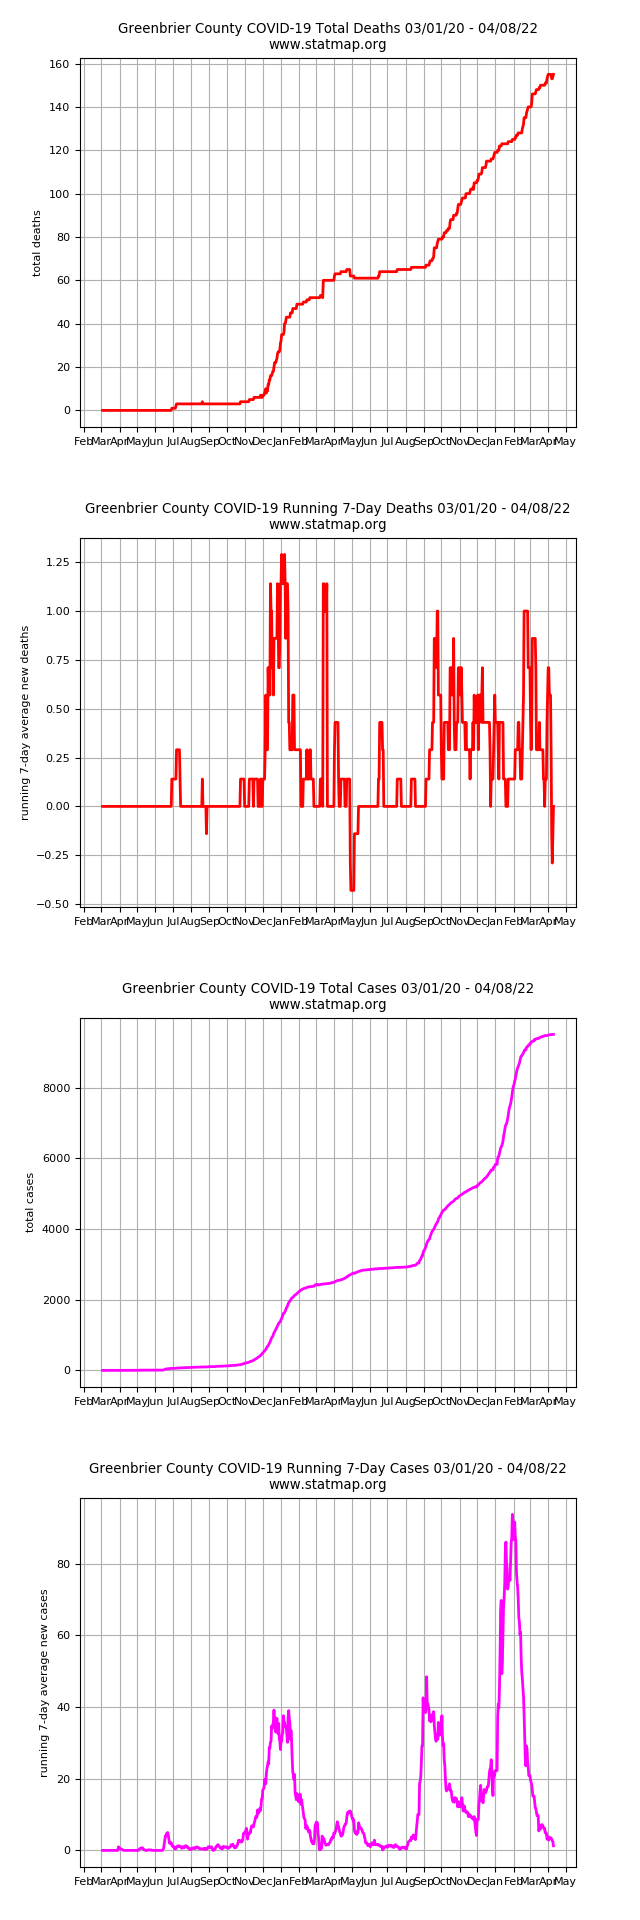 Greenbrier County COVID-19 Total Deaths 03/01/20 - 04/08/22
www.statmap.org
160
140
120
100
80
60
40
20
0
total deaths
Feb Mar Apr May Jun Jul Aug Sep Oct Nov Dec Jan Feb Mar Apr May Jun Jul Aug Sep Oct Nov Dec Jan Feb Mar Apr May
Greenbrier County COVID-19 Running 7-Day Deaths 03/01/20 - 04/08/22
www.statmap.org
1.25
1.00
0.75
0.50
0.25
0.00
−0.25
−0.50
running 7-day average new deaths
Feb Mar Apr May Jun Jul Aug Sep Oct Nov Dec Jan Feb Mar Apr May Jun Jul Aug Sep Oct Nov Dec Jan Feb Mar Apr May
Greenbrier County COVID-19 Total Cases 03/01/20 - 04/08/22
www.statmap.org
8000
6000
4000
2000
0
total cases
Feb Mar Apr May Jun Jul Aug Sep Oct Nov Dec Jan Feb Mar Apr May Jun Jul Aug Sep Oct Nov Dec Jan Feb Mar Apr May
Greenbrier County COVID-19 Running 7-Day Cases 03/01/20 - 04/08/22
www.statmap.org
80
60
40
20
0
running 7-day average new cases
Feb Mar Apr May Jun Jul Aug Sep Oct Nov Dec Jan Feb Mar Apr May Jun Jul Aug Sep Oct Nov Dec Jan Feb Mar Apr May